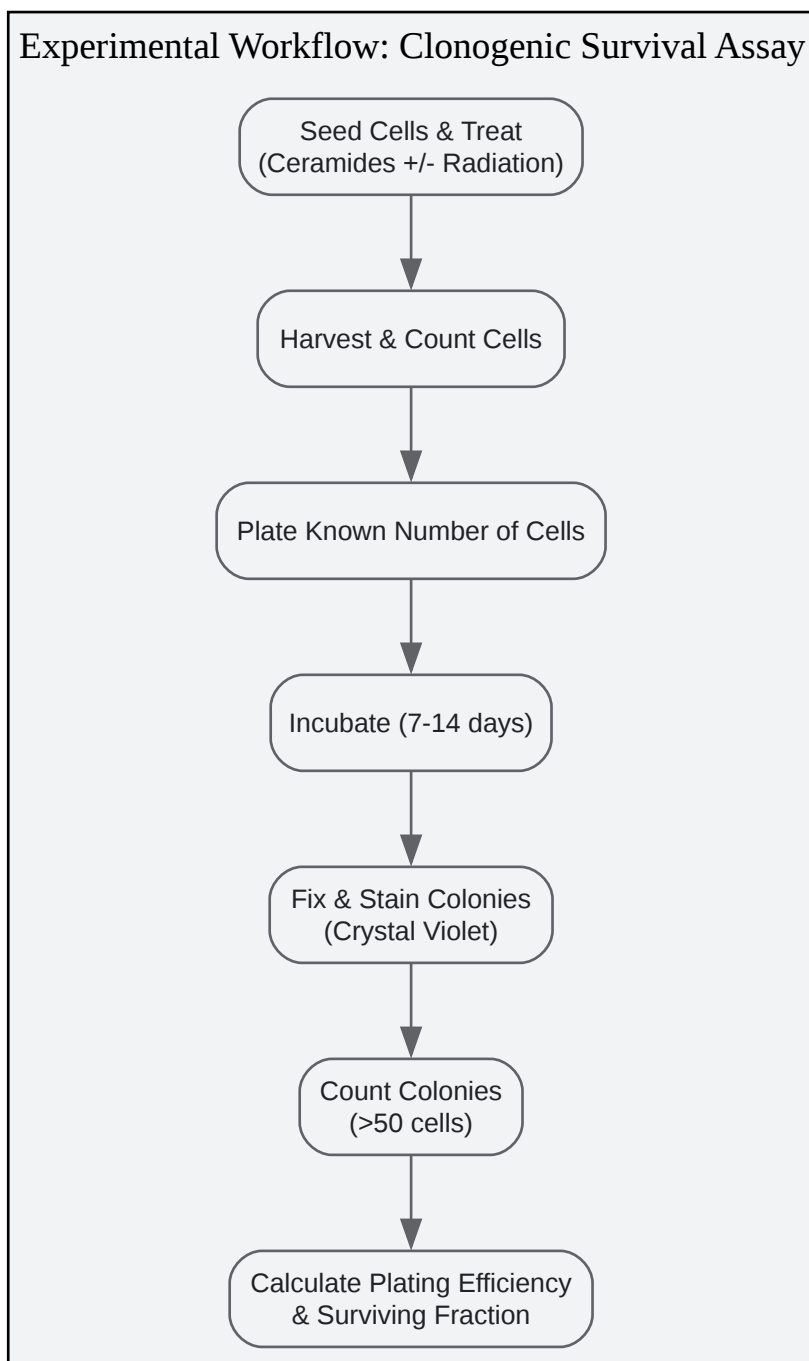 Experimental Workflow: Clonogenic Survival Assay
Seed Cells & Treat
(Ceramides +/- Radiation)
Harvest & Count Cells
Plate Known Number of Cells
Incubate (7-14 days)
Fix & Stain Colonies
(Crystal Violet)
Count Colonies
(>50 cells)
Calculate Plating Efficiency
& Surviving Fraction